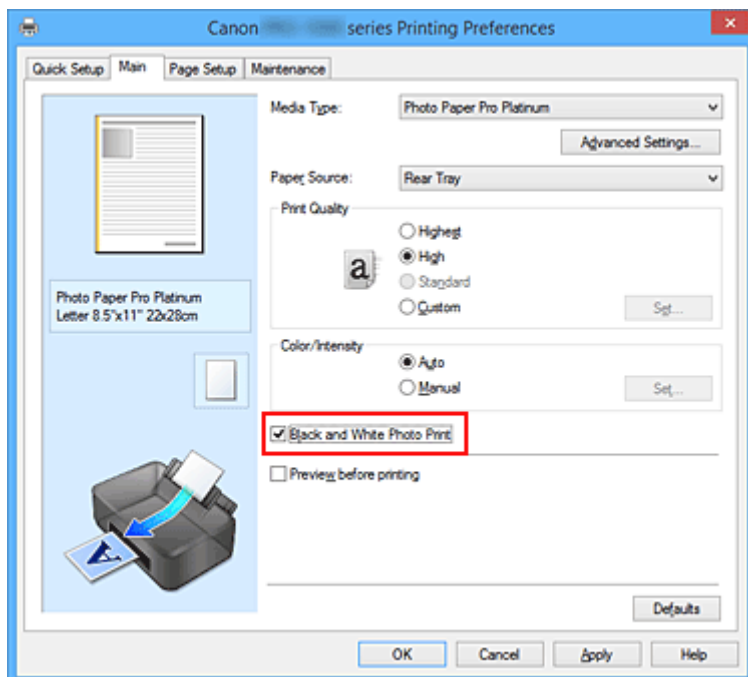 Canon series Printing Preferences
Quick Setup Main Page Setup Maintenance
Media Type: Photo Paper Pro Platinum
Advanced Settings...
Paper Source: Rear Tray
Print Quality
Highest
a High
Standard
Custom Set...
Photo Paper Pro Platinum
Letter 8.5"x11" 22x28cm
Color/Intensity
Auto
Manual Set...
Black and White Photo Print
Preview before printing
A
Defaults
OK Cancel Apply Help